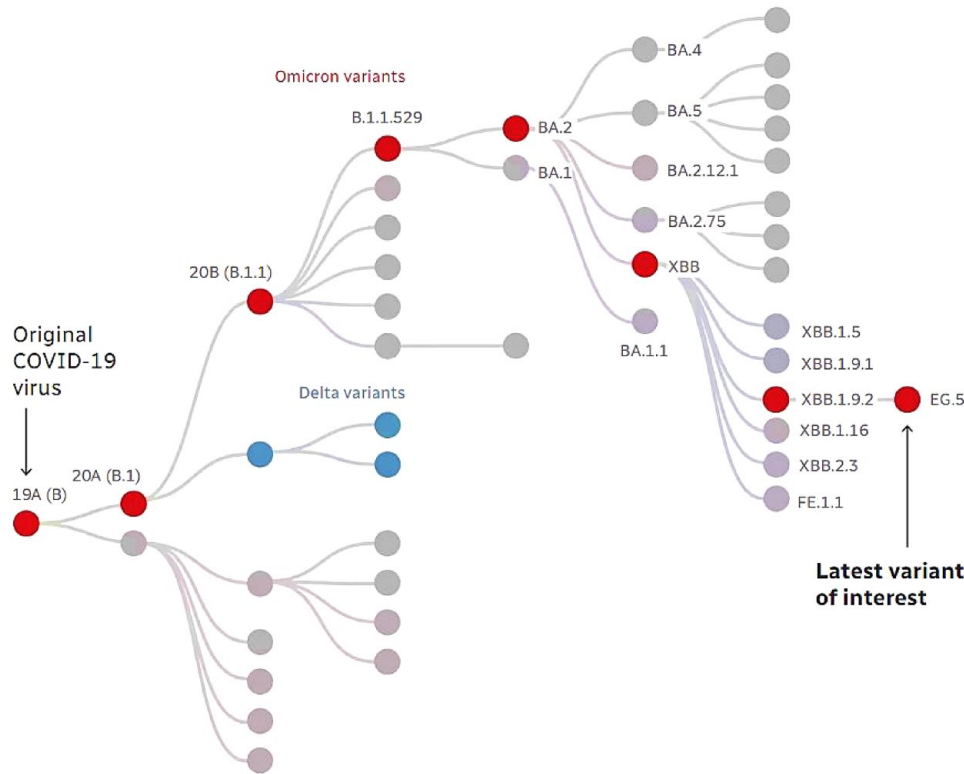 Omicron variants
B.1.1.529
BA.4
BA.5
BA.2
BA.1
BA.2.12.1
BA.2.75
20B (B.1.1)
XBB
BA.1.1
XBB.1.5
XBB.1.9.1
XBB.1.9.2
EG.5
XBB.1.16
XBB.2.3
FE.1.1
Original
COVID-19
virus
Delta variants
20A (B.1)
19A (B)
Latest variant
of interest